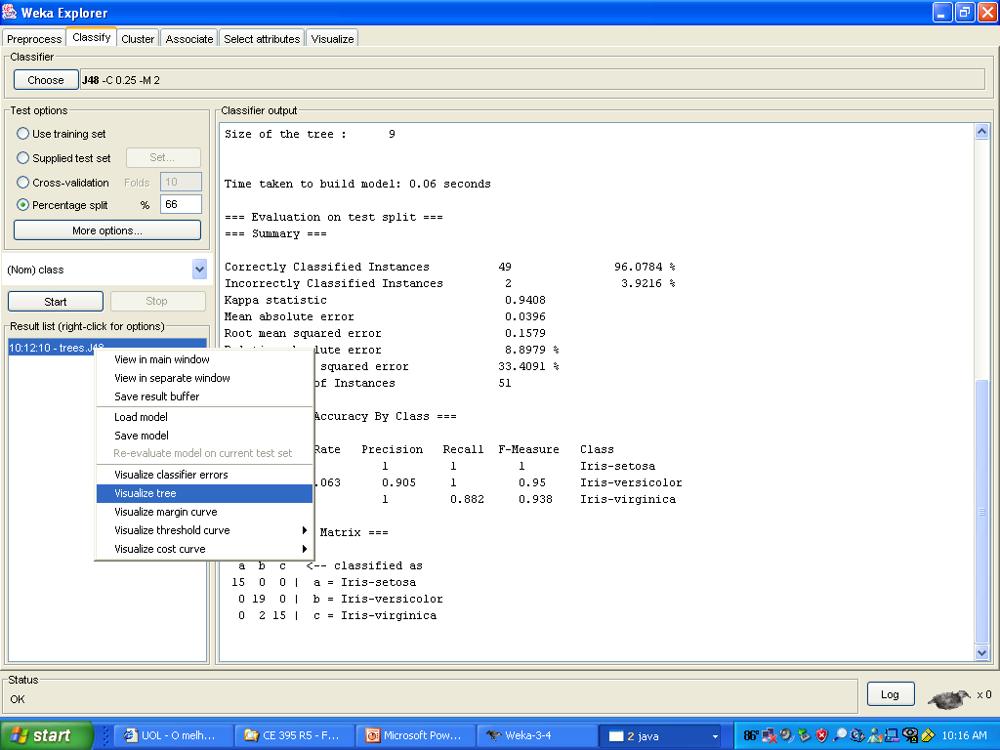 Weka Explorer
Preprocess Classify Cluster Associate Select attributes Visualize
Classifier
Choose J48 -C 0.25 -M 2
Test options
Use training set
Supplied test set Set...
Cross-validation Folds 10
Percentage split % 66
More options...
(Nom) class
Start Stop
Result list (right-click for options)
10:12:10 - trees.J48
View in main window
View in separate window
Save result buffer
Load model
Save model
Re-evaluate model on current test set
Visualize classifier errors
Visualize tree
Visualize margin curve
Visualize threshold curve
Visualize cost curve
Classifier output
Size of the tree : 9
Time taken to build model: 0.06 seconds
=== Evaluation on test split ===
=== Summary ===
Correctly Classified Instances 49 96.0784 %
Incorrectly Classified Instances 2 3.9216 %
Kappa statistic 0.9408
Mean absolute error 0.0396
Root mean squared error 0.1579
absolute error 8.8979 %
squared error 33.4091 %
of Instances 51
Accuracy By Class ===
Rate Precision Recall F-Measure Class
1 1 1 Iris-setosa
.063 0.905 1 0.95 Iris-versicolor
1 0.882 0.938 Iris-virginica
Matrix ===
a b c <-- classified as
15 0 0 | a = Iris-setosa
0 19 0 | b = Iris-versicolor
0 2 15 | c = Iris-virginica
Status
OK
Log x 0
start UOL - O melh... CE 395 R5 - F... Microsoft Pow... Weka-3-4 2 java 86° 10:16 AM